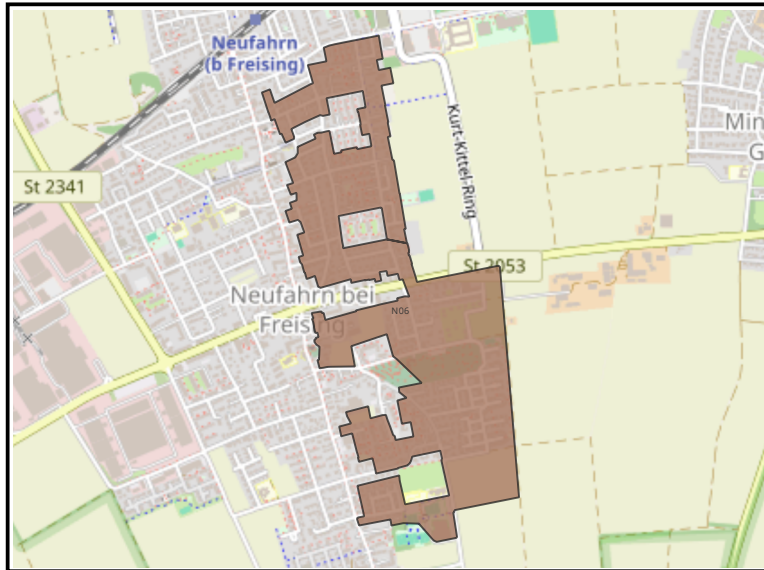 Neufahrn
(b Freising)
Kurt-Kittel-Ring
Min
G
St 2341
St 2053
Neufahrn bei
Freising
N06